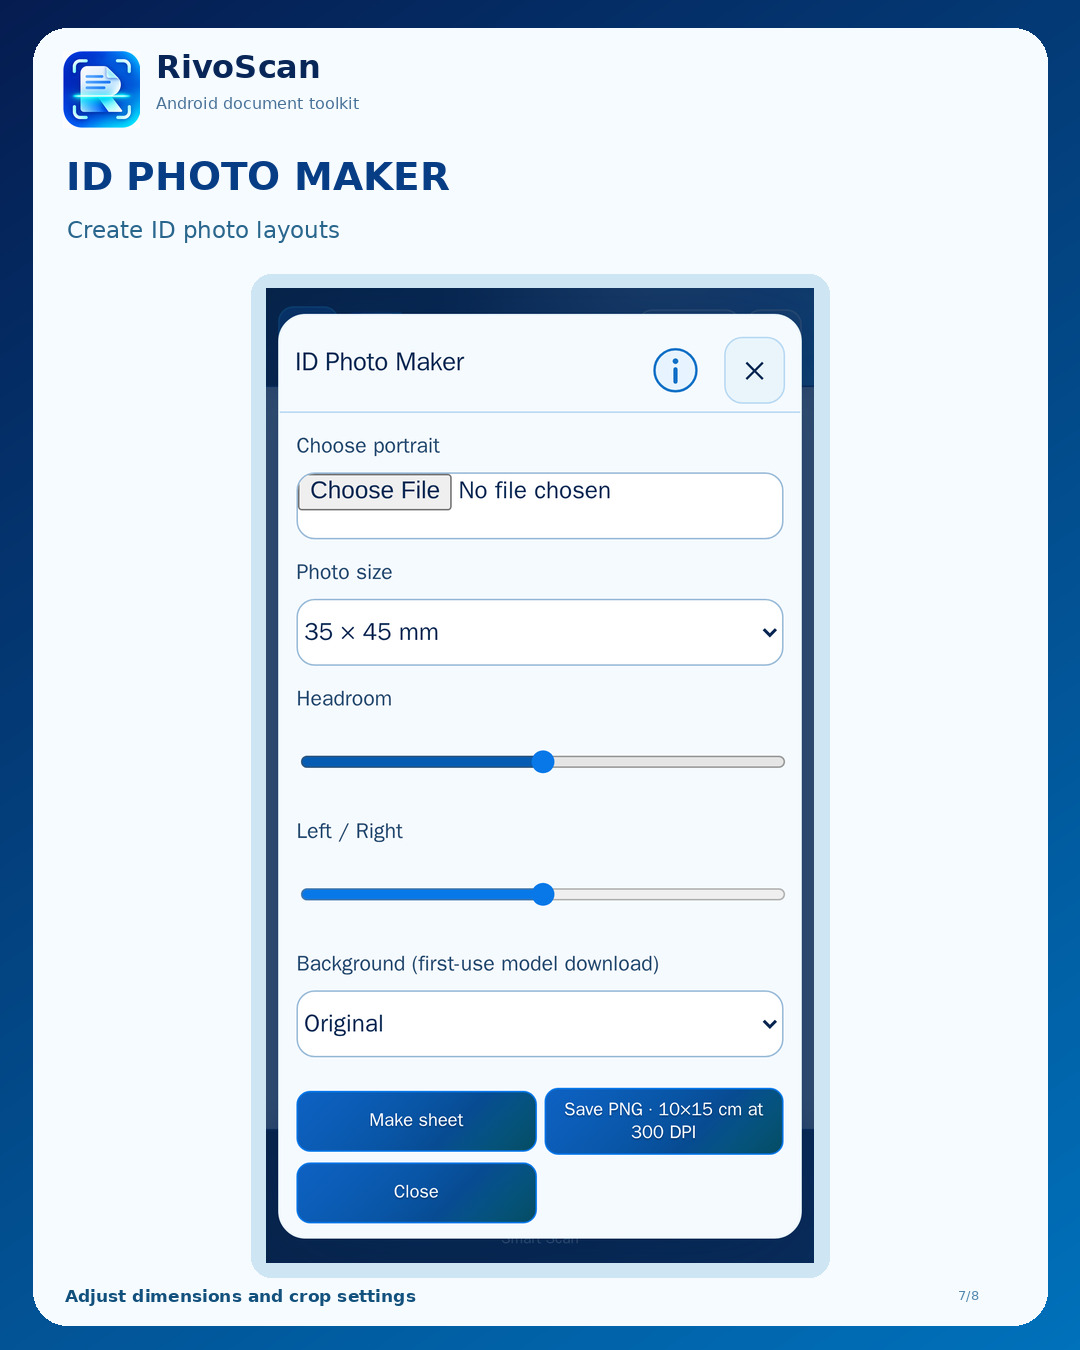 RivoScan
Android document toolkit
ID PHOTO MAKER
Create ID photo layouts
ID Photo Maker
Choose portrait
Choose File No file chosen
Photo size
35 × 45 mm
Headroom
Left / Right
Background (first-use model download)
Original
Make sheet
Save PNG · 10×15 cm at
300 DPI
Close
Smart Scan
Adjust dimensions and crop settings
7/8